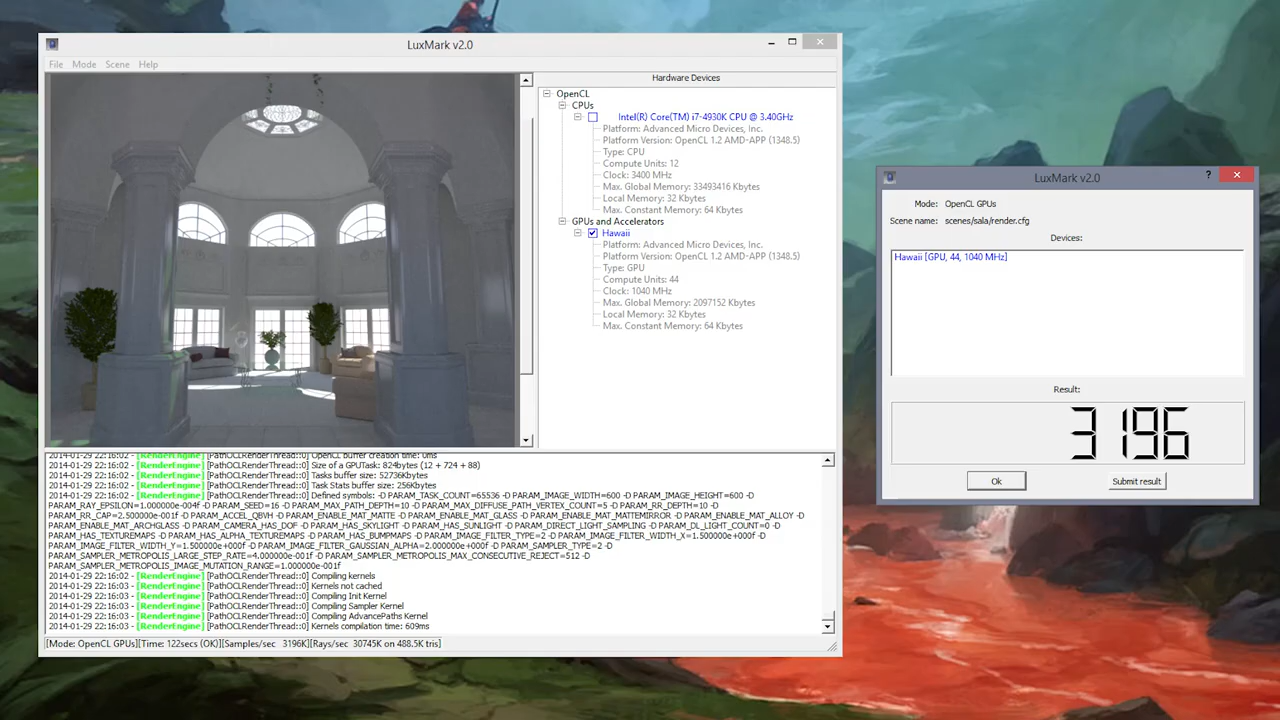 LuxMark v2.0
File Mode Scene Help
Hardware Devices
OpenCL
CPUs
Intel(R) Core(TM) i7-4930K CPU @ 3.40GHz
Platform: Advanced Micro Devices, Inc.
Platform Version: OpenCL 1.2 AMD-APP (1348.5)
Type: CPU
Compute Units: 12
Clock: 3400 MHz
Max. Global Memory: 33493416 Kbytes
Local Memory: 32 Kbytes
Max. Constant Memory: 64 Kbytes
GPUs and Accelerators
Hawaii
Platform: Advanced Micro Devices, Inc.
Platform Version: OpenCL 1.2 AMD-APP (1348.5)
Type: GPU
Compute Units: 44
Clock: 1040 MHz
Max. Global Memory: 2097152 Kbytes
Local Memory: 32 Kbytes
Max. Constant Memory: 64 Kbytes
2014-01-29 22:16:02 - [RenderEngine] [PathOCLRenderThread::0] OpenCL buffer creation time: 0ms
2014-01-29 22:16:02 - [RenderEngine] [PathOCLRenderThread::0] Size of a GPUTask: 824bytes (12 + 724 + 88)
2014-01-29 22:16:02 - [RenderEngine] [PathOCLRenderThread::0] Tasks buffer size: 52736Kbytes
2014-01-29 22:16:02 - [RenderEngine] [PathOCLRenderThread::0] Task Stats buffer size: 256Kbytes
2014-01-29 22:16:02 - [RenderEngine] [PathOCLRenderThread::0] Defined symbols: -D PARAM_TASK_COUNT=65536 -D PARAM_IMAGE_WIDTH=600 -D PARAM_IMAGE_HEIGHT=600 -D
PARAM_RAY_EPSILON=1.000000e-004f -D PARAM_SEED=16 -D PARAM_MAX_PATH_DEPTH=10 -D PARAM_MAX_DIFFUSE_PATH_VERTEX_COUNT=5 -D PARAM_RR_DEPTH=10 -D
PARAM_RR_CAP=2.500000e-001f -D PARAM_ACCEL_QBVH -D PARAM_ENABLE_MAT_MATTE -D PARAM_ENABLE_MAT_GLASS -D PARAM_ENABLE_MAT_MATTEMIRROR -D PARAM_ENABLE_MAT_ALLOY -D
PARAM_ENABLE_MAT_ARCHGLASS -D PARAM_CAMERA_HAS_DOF -D PARAM_HAS_SKYLIGHT -D PARAM_HAS_SUNLIGHT -D PARAM_DIRECT_LIGHT_SAMPLING -D PARAM_DL_LIGHT_COUNT=0 -D
PARAM_HAS_TEXTUREMAPS -D PARAM_HAS_ALPHA_TEXTUREMAPS -D PARAM_HAS_BUMPMAPS -D PARAM_IMAGE_FILTER_TYPE=2 -D PARAM_IMAGE_FILTER_WIDTH_X=1.500000e+000f -D
PARAM_IMAGE_FILTER_WIDTH_Y=1.500000e+000f -D PARAM_IMAGE_FILTER_GAUSSIAN_ALPHA=2.000000e+000f -D PARAM_SAMPLER_TYPE=2 -D
PARAM_SAMPLER_METROPOLIS_LARGE_STEP_RATE=4.000000e-001f -D PARAM_SAMPLER_METROPOLIS_MAX_CONSECUTIVE_REJECT=512 -D
PARAM_SAMPLER_METROPOLIS_IMAGE_MUTATION_RANGE=1.000000e-001f
2014-01-29 22:16:02 - [RenderEngine] [PathOCLRenderThread::0] Compiling kernels
2014-01-29 22:16:03 - [RenderEngine] [PathOCLRenderThread::0] Kernels not cached
2014-01-29 22:16:03 - [RenderEngine] [PathOCLRenderThread::0] Compiling Init Kernel
2014-01-29 22:16:03 - [RenderEngine] [PathOCLRenderThread::0] Compiling Sampler Kernel
2014-01-29 22:16:03 - [RenderEngine] [PathOCLRenderThread::0] Compiling AdvancePaths Kernel
2014-01-29 22:16:03 - [RenderEngine] [PathOCLRenderThread::0] Kernels compilation time: 609ms
[Mode: OpenCL GPUs][Time: 122secs (OK)][Samples/sec 3196K][Rays/sec 30745K on 488.5K tris]
LuxMark v2.0
Mode: OpenCL GPUs
Scene name: scenes/sala/render.cfg
Devices:
Hawaii [GPU, 44, 1040 MHz]
Result:
3196
Ok Submit result